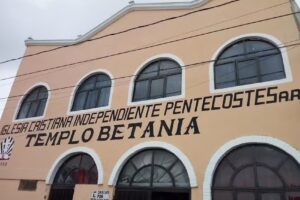 IGLESIA CRISTIANA INDEPENDIENTE PENTECOSTES A.R.
TEMPLO BETANIA